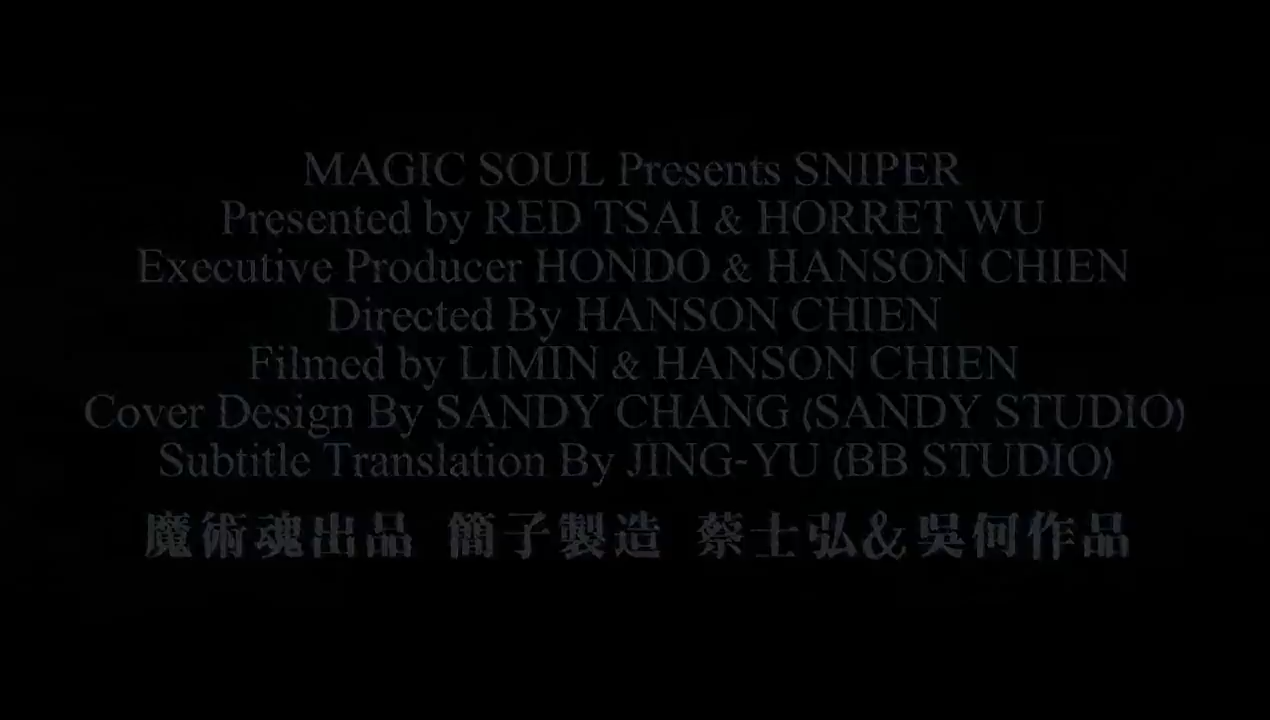 MAGIC SOUL Presents SNIPER
Presented by RED TSAI & HORRET WU
Executive Producer HONDO & HANSON CHIEN
Directed By HANSON CHIEN
Filmed by LIMIN & HANSON CHIEN
Cover Design By SANDY CHANG (SANDY STUDIO)
Subtitle Translation By JING-YU (BB STUDIO)
魔術魂出品 簡子製造 蔡士弘&吳何作品